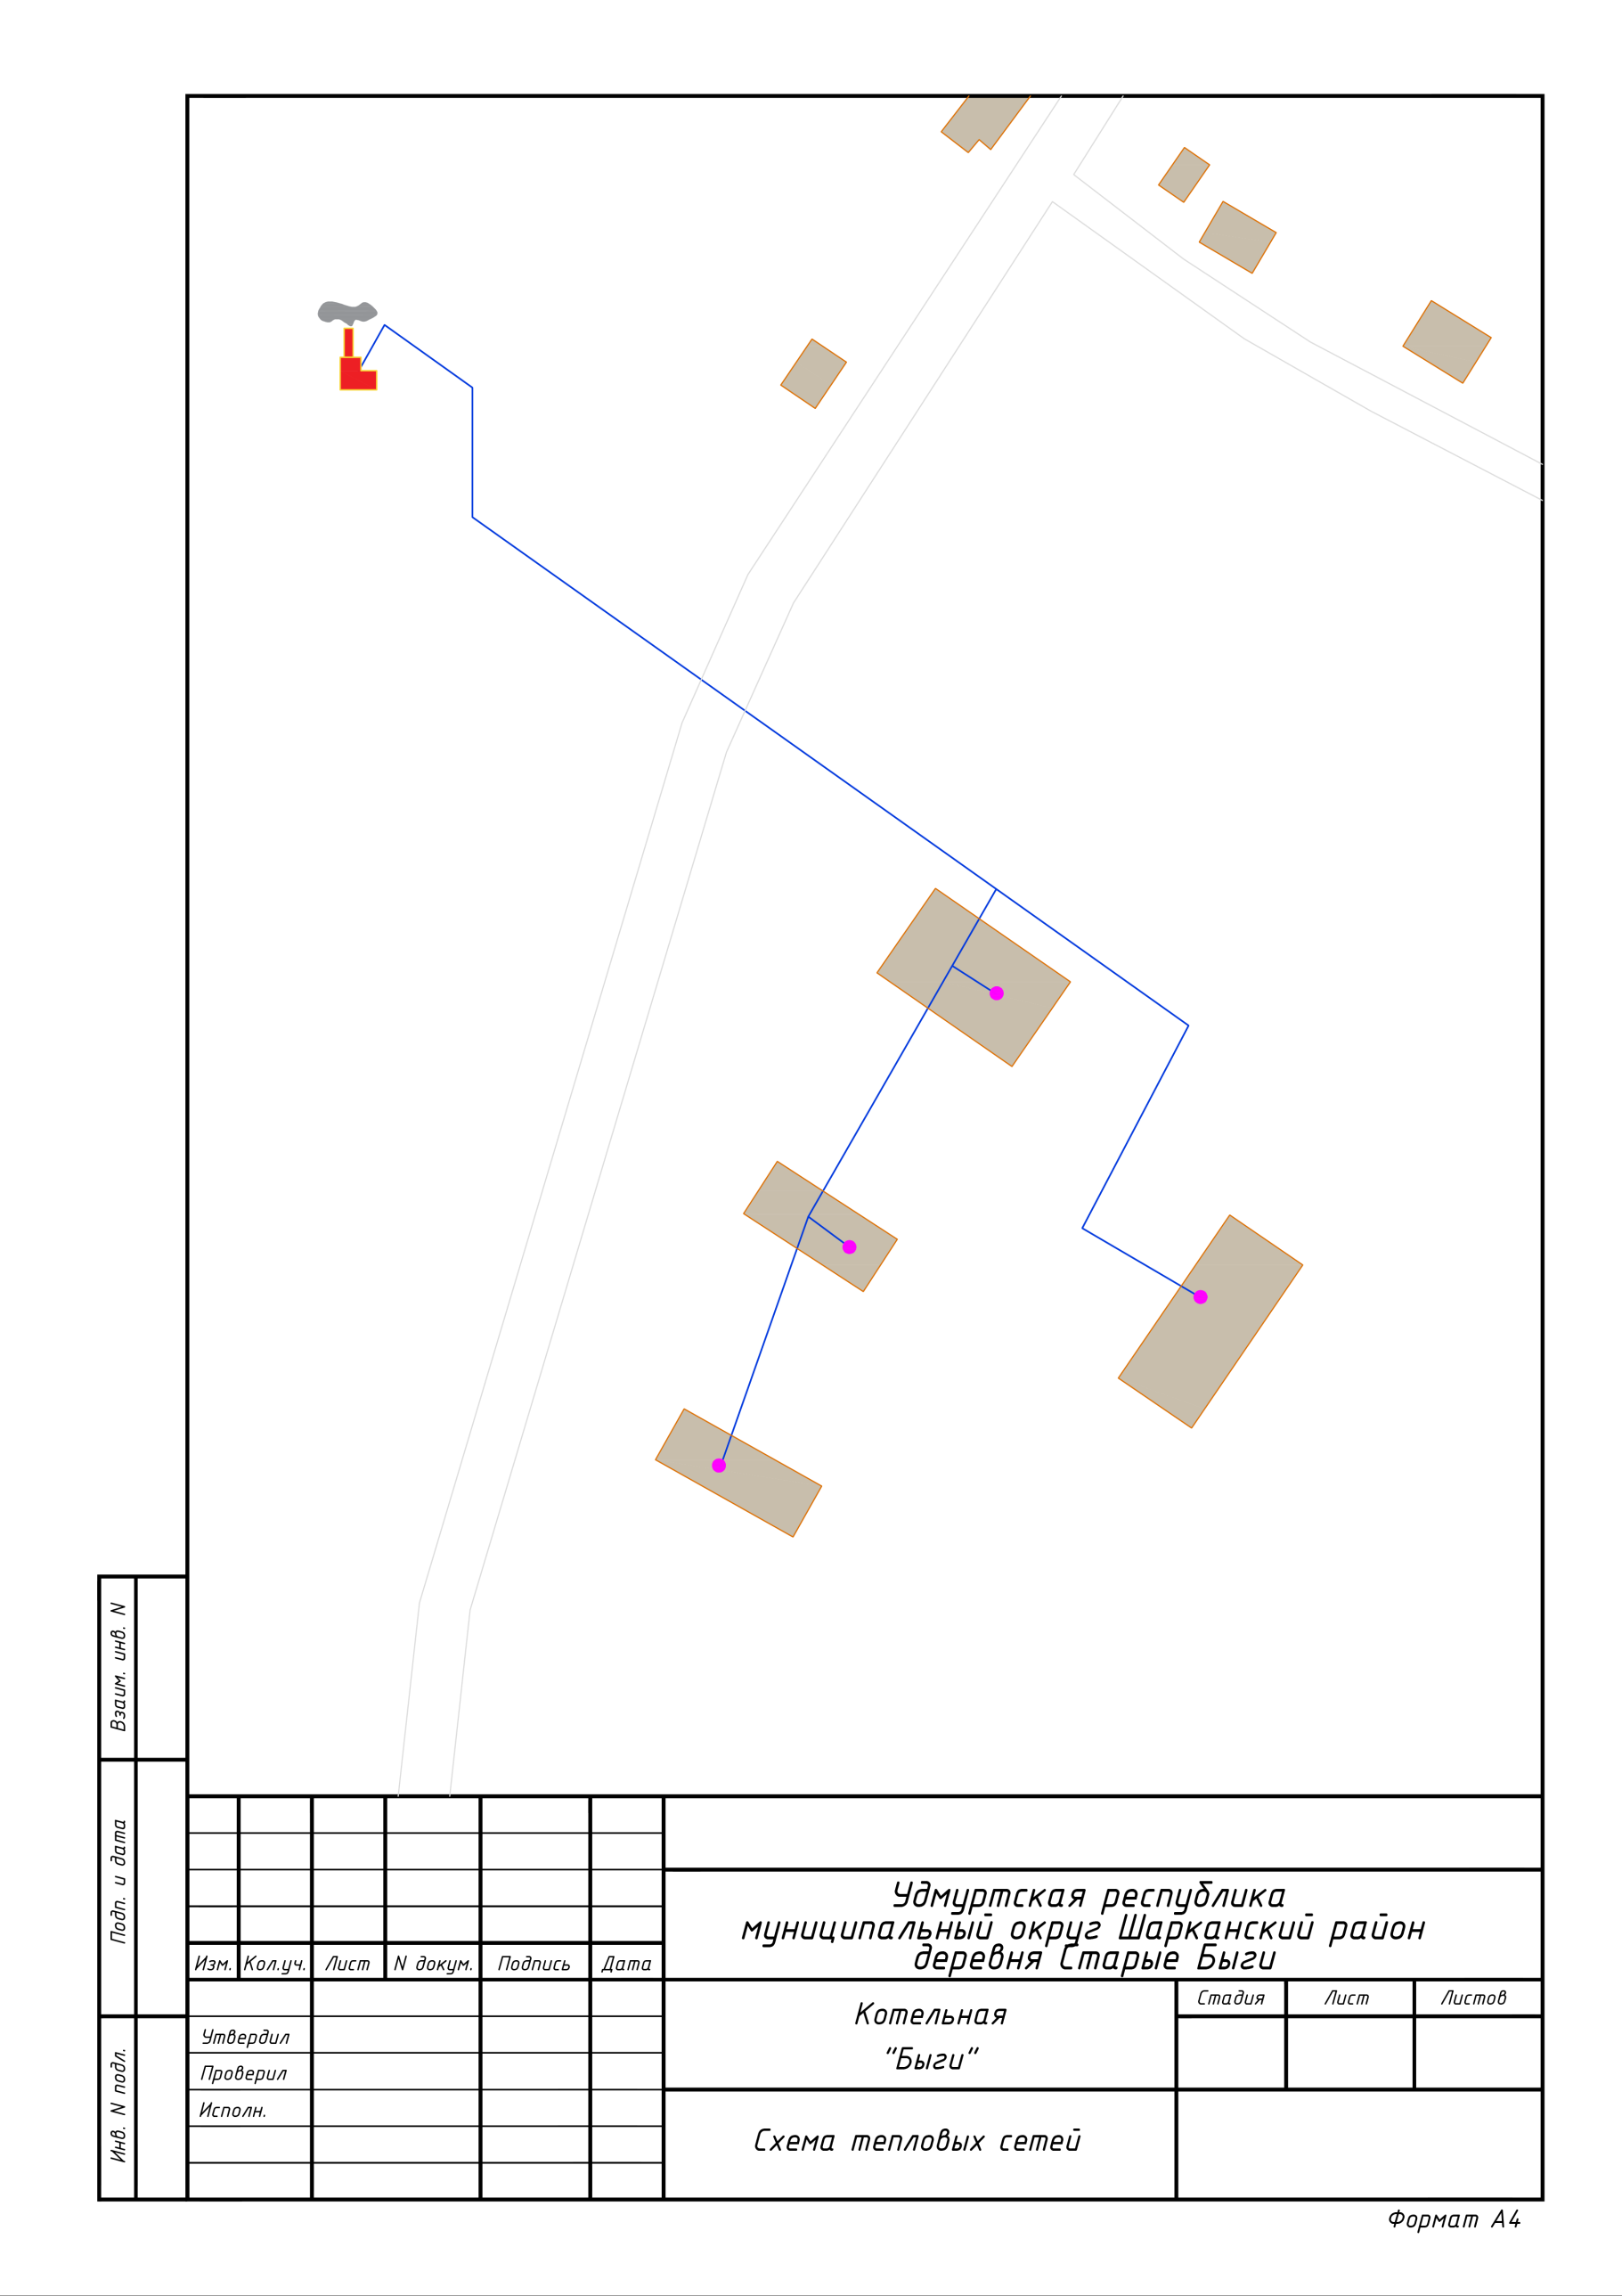 Взаим. инв. N
Подп. и дата
Инв. N подл.
Изм. Кол.уч. Лист N докум. Подпись Дата
Утвердил
Проверил
Исполн.
Удмуртская республика
муниципальный округ Шарканский район
деревня Старые Быги
Котельная
"Быги"
Стадия Лист Листов
Схема тепловых сетей
Формат А4